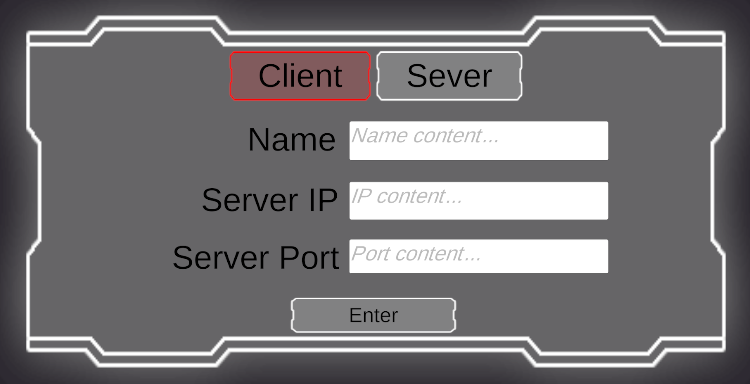 Client Sever
Name Name content...
Server IP IP content...
Server Port Port content...
Enter